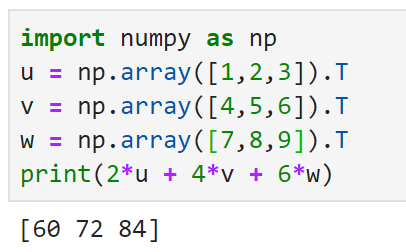 import numpy as np
u = np.array([1,2,3]).T
v = np.array([4,5,6]).T
w = np.array([7,8,9]).T
print(2*u + 4*v + 6*w)
[60 72 84]